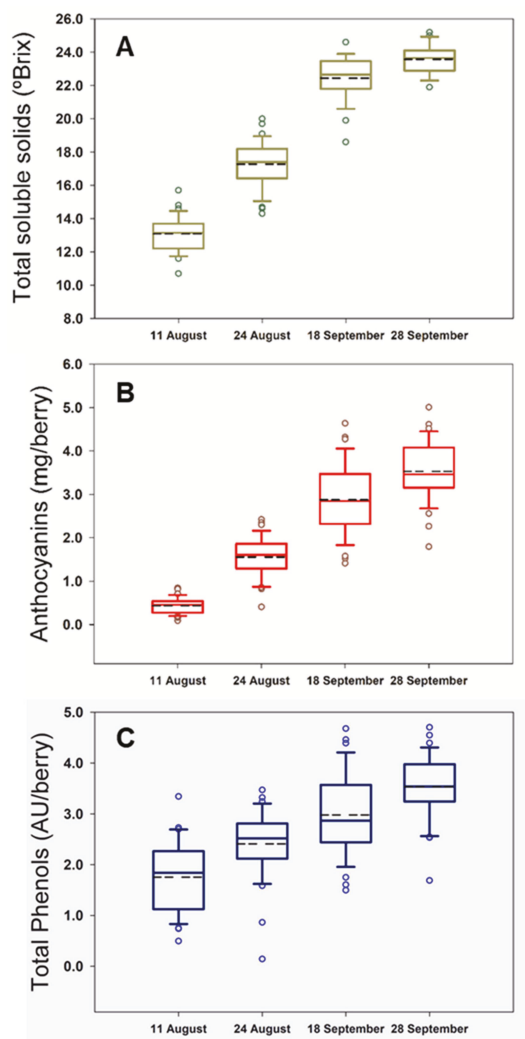 A
Total soluble solids (ºBrix)
26.0
24.0
22.0
20.0
18.0
16.0
14.0
12.0
10.0
8.0
11 August 24 August 18 September 28 September
B
Anthocyanins (mg/berry)
6.0
5.0
4.0
3.0
2.0
1.0
0.0
11 August 24 August 18 September 28 September
C
Total Phenols (AU/berry)
5.0
4.0
3.0
2.0
1.0
0.0
11 August 24 August 18 September 28 September